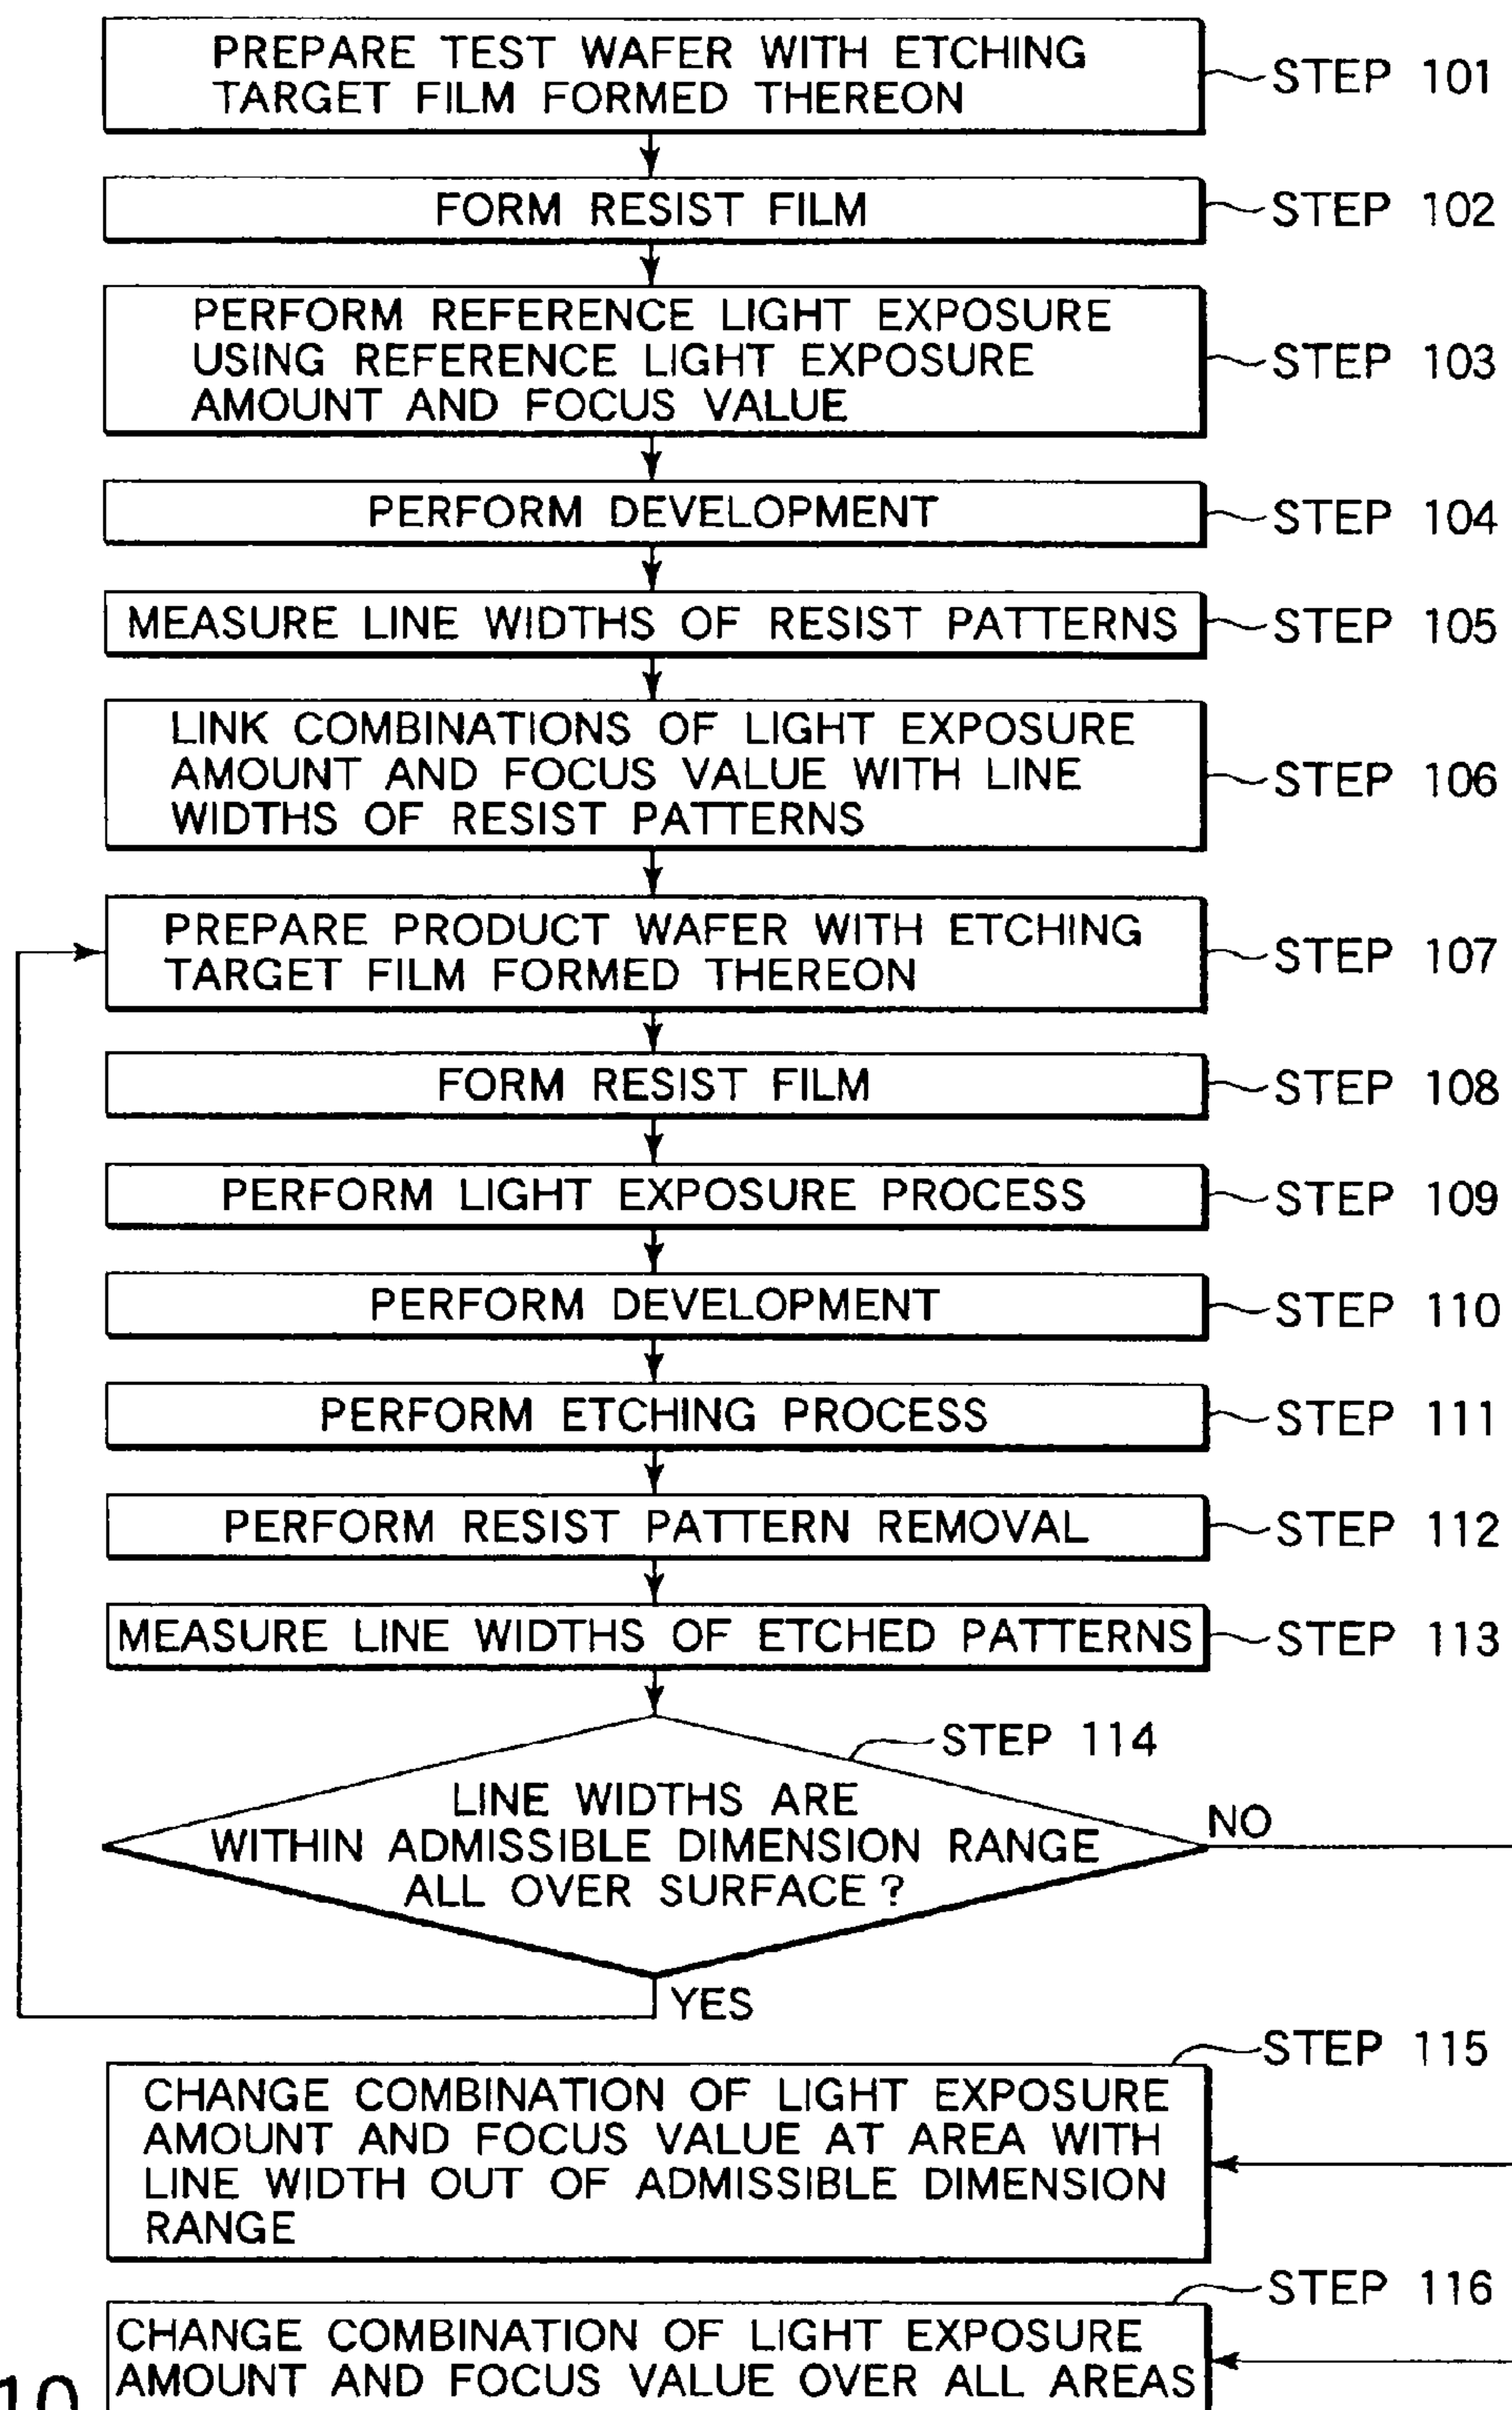 PREPARE TEST WAFER WITH ETCHING
TARGET FILM FORMED THEREON
STEP 101
FORM RESIST FILM
STEP 102
PERFORM REFERENCE LIGHT EXPOSURE
USING REFERENCE LIGHT EXPOSURE
AMOUNT AND FOCUS VALUE
STEP 103
PERFORM DEVELOPMENT
STEP 104
MEASURE LINE WIDTHS OF RESIST PATTERNS
STEP 105
LINK COMBINATIONS OF LIGHT EXPOSURE
AMOUNT AND FOCUS VALUE WITH LINE
WIDTHS OF RESIST PATTERNS
STEP 106
PREPARE PRODUCT WAFER WITH ETCHING
TARGET FILM FORMED THEREON
STEP 107
FORM RESIST FILM
STEP 108
PERFORM LIGHT EXPOSURE PROCESS
STEP 109
PERFORM DEVELOPMENT
STEP 110
PERFORM ETCHING PROCESS
STEP 111
PERFORM RESIST PATTERN REMOVAL
STEP 112
MEASURE LINE WIDTHS OF ETCHED PATTERNS
STEP 113
STEP 114
LINE WIDTHS ARE
WITHIN ADMISSIBLE DIMENSION RANGE
ALL OVER SURFACE?
NO
YES
STEP 115
CHANGE COMBINATION OF LIGHT EXPOSURE
AMOUNT AND FOCUS VALUE AT AREA WITH
LINE WIDTH OUT OF ADMISSIBLE DIMENSION
RANGE
STEP 116
CHANGE COMBINATION OF LIGHT EXPOSURE
AMOUNT AND FOCUS VALUE OVER ALL AREAS
10